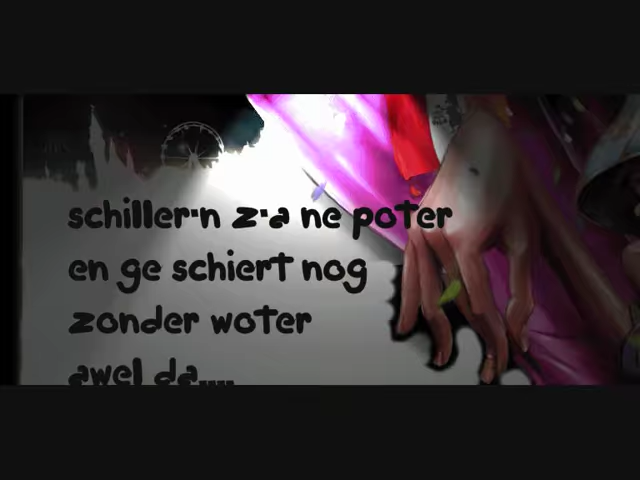 schiller'n z'a ne poter
en ge schiert nog
zonder woter
awel da.....